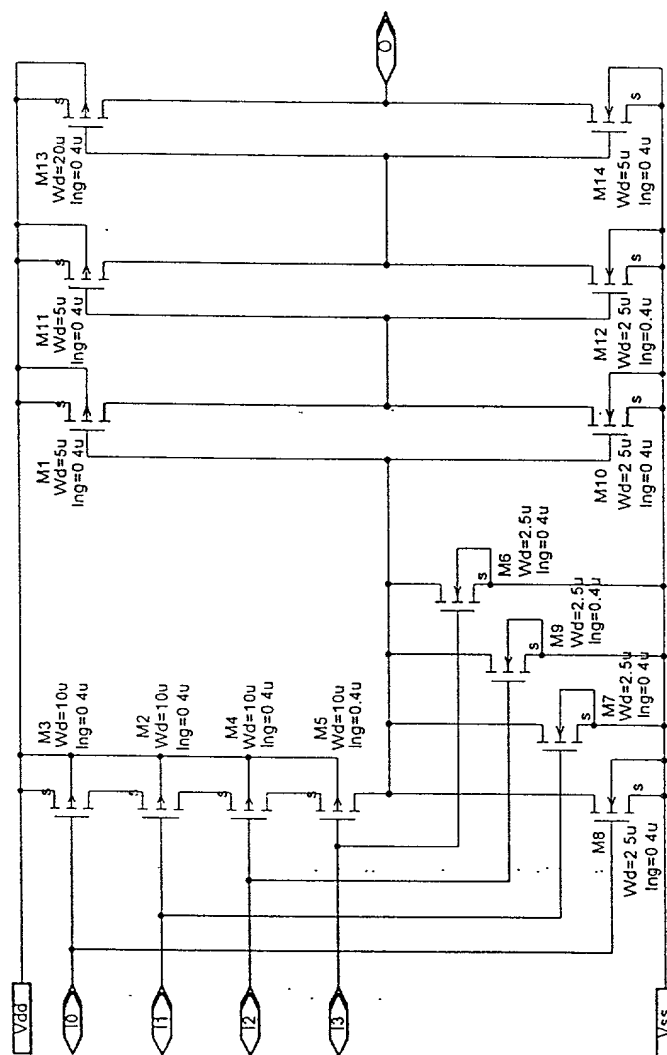 Vdd
I0
I1
I2
I3
Vss
M3
Wd=10u
lng=0 4u
s
M2
Wd=10u
lng=0 4u
s
M4
Wd=10u
lng=0 4u
s
M5
Wd=10u
lng=0.4u
s
M8
Wd=2 5u
lng=0 4u
s
M7
Wd=2.5u
lng=0.4u
s
M9
Wd=2.5u
lng=0.4u
s
M6
Wd=2.5u
lng=0 4u
s
M1
Wd=5u
lng=0 4u
s
M10
Wd=2 5u
lng=0 4u
s
M11
Wd=5u
lng=0 4u
s
M12
Wd=2 5u
lng=0.4u
s
M13
Wd=20u
lng=0 4u
s
M14
Wd=5u
lng=0 4u
s
O